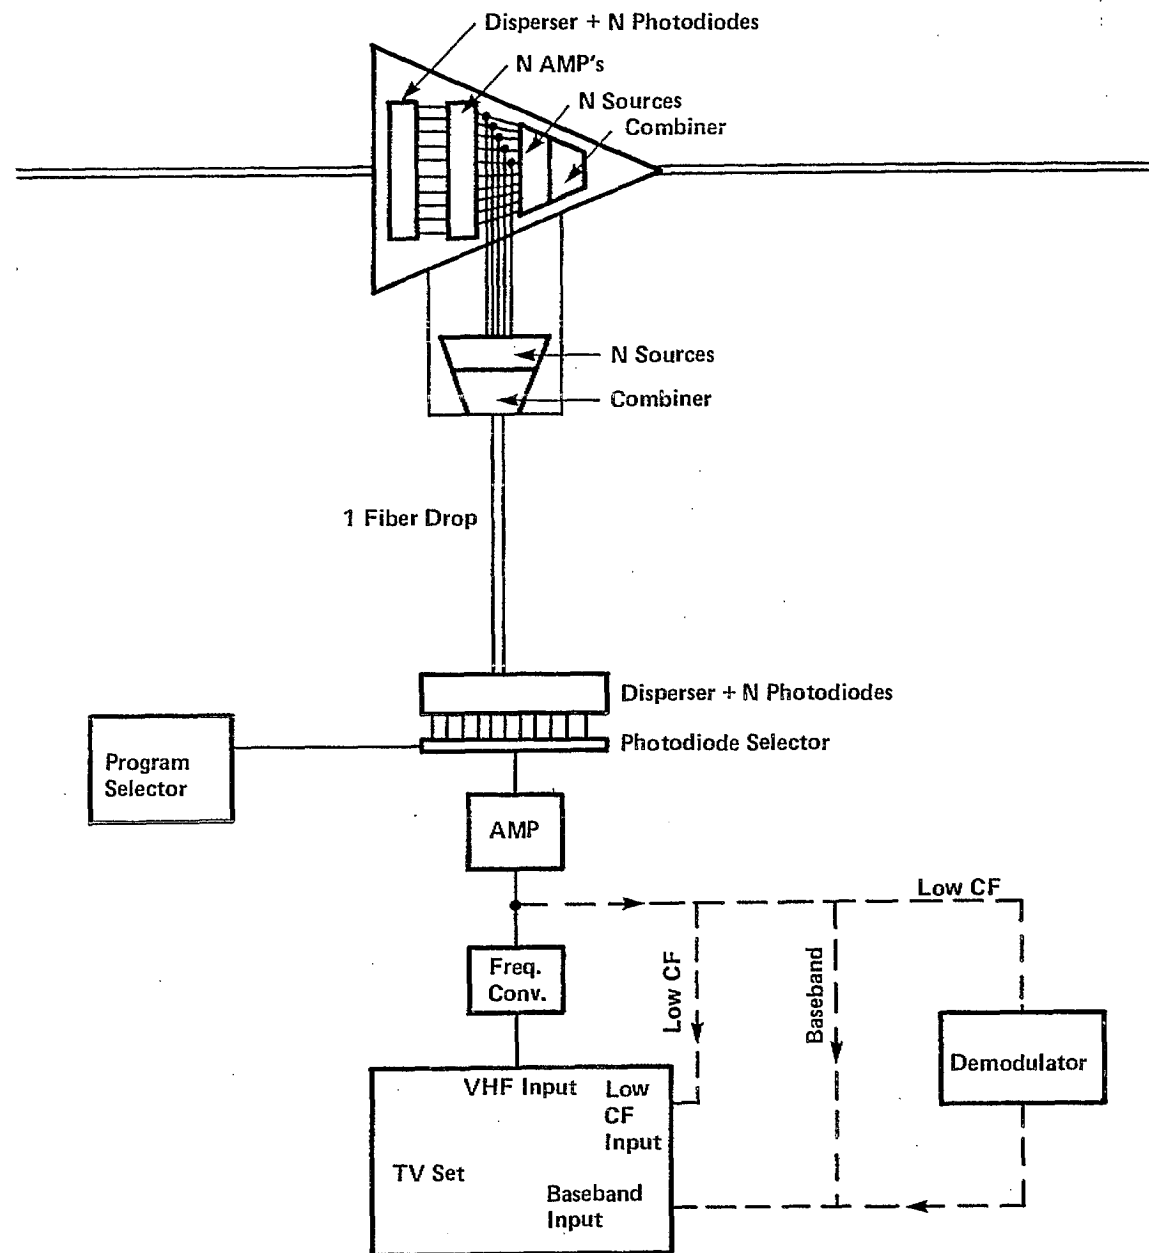 Disperser + N Photodiodes
N AMP's
N Sources
Combiner
N Sources
Combiner
1 Fiber Drop
Disperser + N Photodiodes
Photodiode Selector
Program
Selector
AMP
Low CF
Freq.
Conv.
Low CF
Baseband
Demodulator
VHF Input
Low
CF
Input
TV Set
Baseband
Input